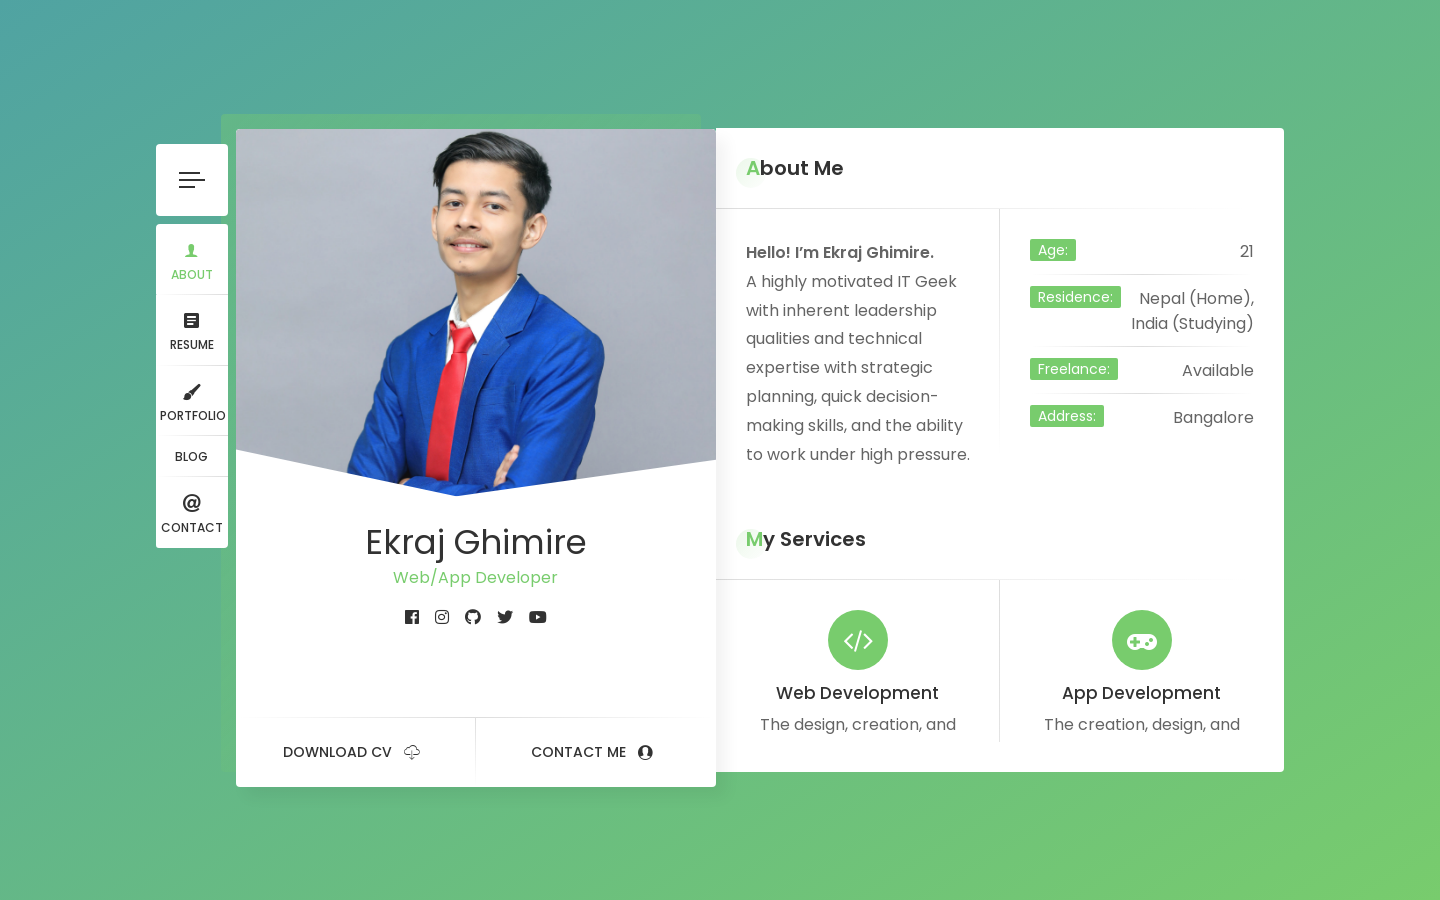 ABOUT
RESUME
PORTFOLIO
BLOG
CONTACT
Ekraj Ghimire
Web/App Developer
DOWNLOAD CV
CONTACT ME
About Me
Hello! I’m Ekraj Ghimire.
A highly motivated IT Geek
with inherent leadership
qualities and technical
expertise with strategic
planning, quick decision-
making skills, and the ability
to work under high pressure.
Age: 21
Residence: Nepal (Home),
India (Studying)
Freelance: Available
Address: Bangalore
My Services
Web Development
The design, creation, and
App Development
The creation, design, and